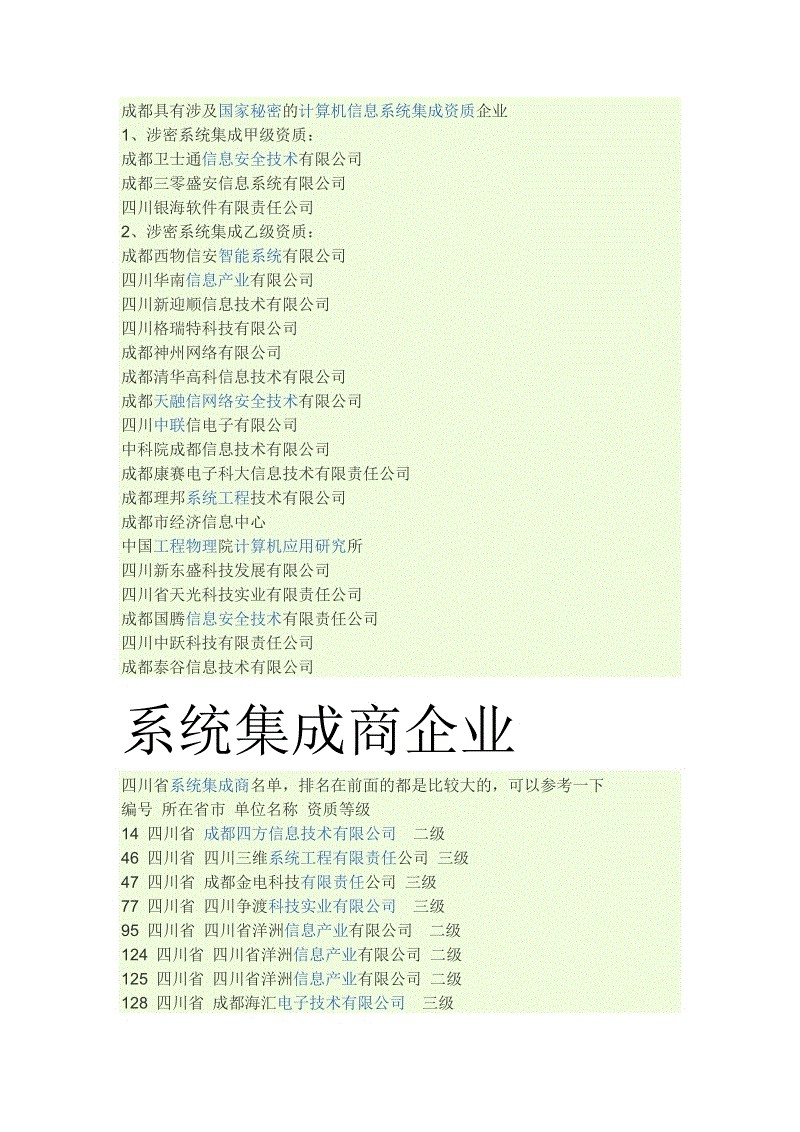 成都具有涉及国家秘密的计算机信息系统集成资质企业
1、涉密系统集成甲级资质：
成都卫士通信息安全技术有限公司
成都三零盛安信息系统有限公司
四川银海软件有限责任公司
2、涉密系统集成乙级资质：
成都西物信安智能系统有限公司
四川华南信息产业有限公司
四川新迎顺信息技术有限公司
四川格瑞特科技有限公司
成都神州网络有限公司
成都清华高科信息技术有限公司
成都天融信网络安全技术有限公司
四川中联信电子有限公司
中科院成都信息技术有限公司
成都康赛电子科大信息技术有限责任公司
成都理邦系统工程技术有限公司
成都市经济信息中心
中国工程物理院计算机应用研究所
四川新东盛科技发展有限公司
四川省天光科技实业有限责任公司
成都国腾信息安全技术有限责任公司
四川中跃科技有限责任公司
成都泰谷信息技术有限公司
系统集成商企业
四川省系统集成商名单，排名在前面的都是比较大的，可以参考一下
编号 所在省市 单位名称 资质等级
14 四川省 成都四方信息技术有限公司 二级
46 四川省 四川三维系统工程有限责任公司 三级
47 四川省 成都金电科技有限责任公司 三级
77 四川省 四川争渡科技实业有限公司 三级
95 四川省 四川省洋洲信息产业有限公司 二级
124 四川省 四川省洋洲信息产业有限公司 二级
125 四川省 四川省洋洲信息产业有限公司 二级
128 四川省 成都海汇电子技术有限公司 三级